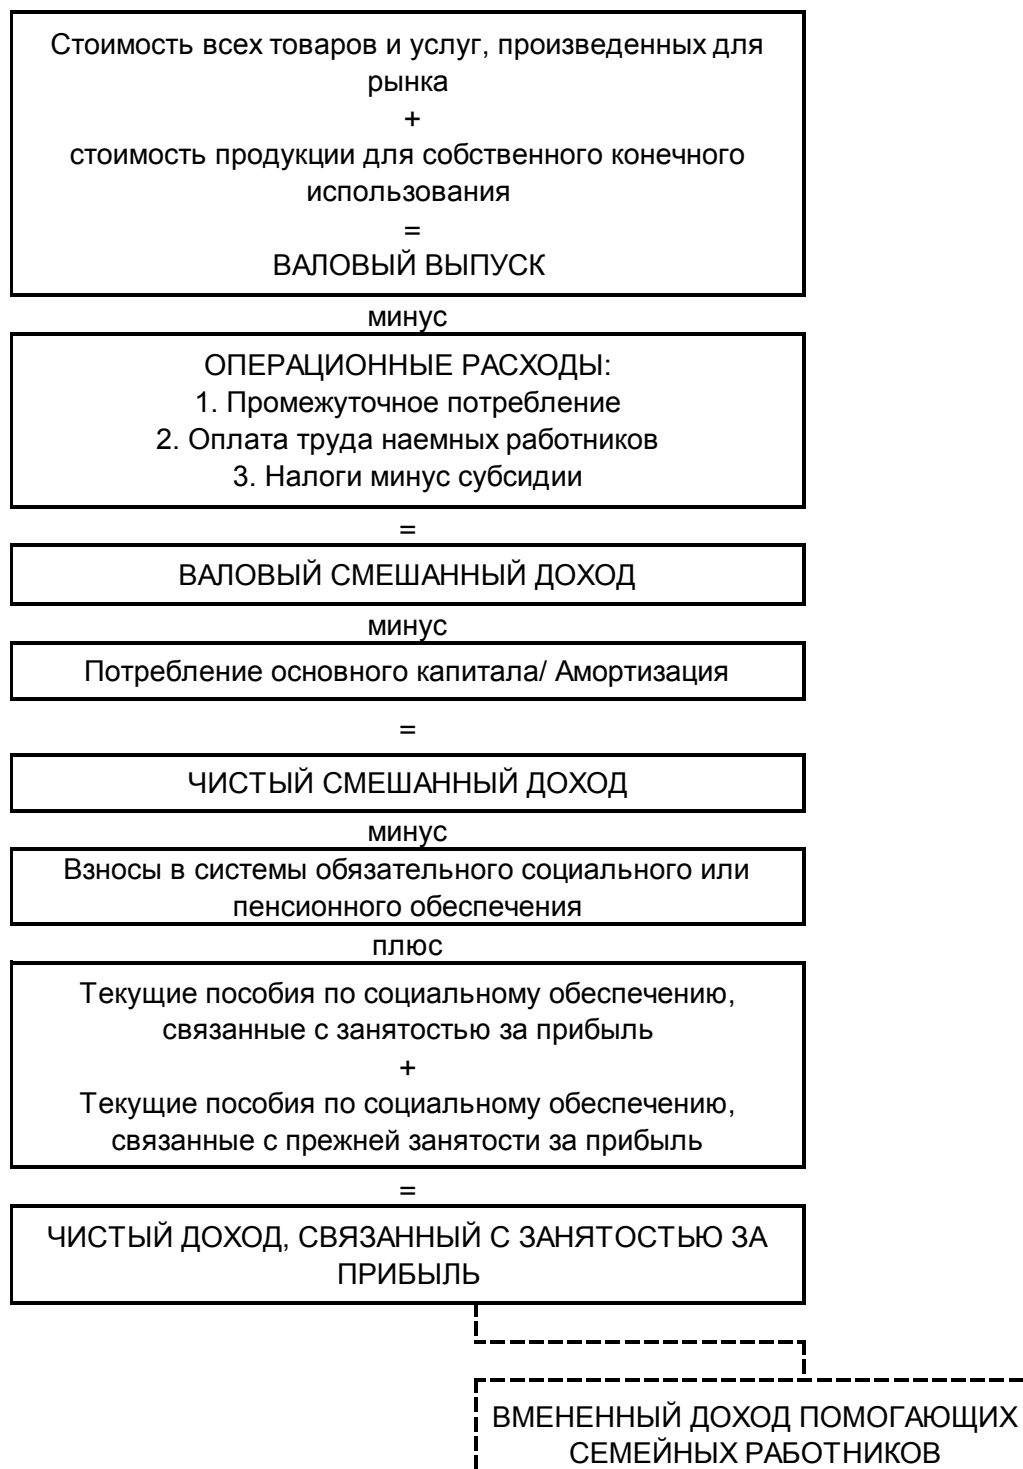 Стоимость всех товаров и услуг, произведенных для
рынка
+
стоимость продукции для собственного конечного
использования
=
ВАЛОВЫЙ ВЫПУСК
минус
ОПЕРАЦИОННЫЕ РАСХОДЫ:
1. Промежуточное потребление
2. Оплата труда наемных работников
3. Налоги минус субсидии
=
ВАЛОВЫЙ СМЕШАННЫЙ ДОХОД
минус
Потребление основного капитала/ Амортизация
=
ЧИСТЫЙ СМЕШАННЫЙ ДОХОД
минус
Взносы в системы обязательного социального или
пенсионного обеспечения
плюс
Текущие пособия по социальному обеспечению,
связанные с занятостью за прибыль
+
Текущие пособия по социальному обеспечению,
связанные с прежней занятости за прибыль
=
ЧИСТЫЙ ДОХОД, СВЯЗАННЫЙ С ЗАНЯТОСТЬЮ ЗА
ПРИБЫЛЬ
ВМЕНЕННЫЙ ДОХОД ПОМОГАЮЩИХ
СЕМЕЙНЫХ РАБОТНИКОВ